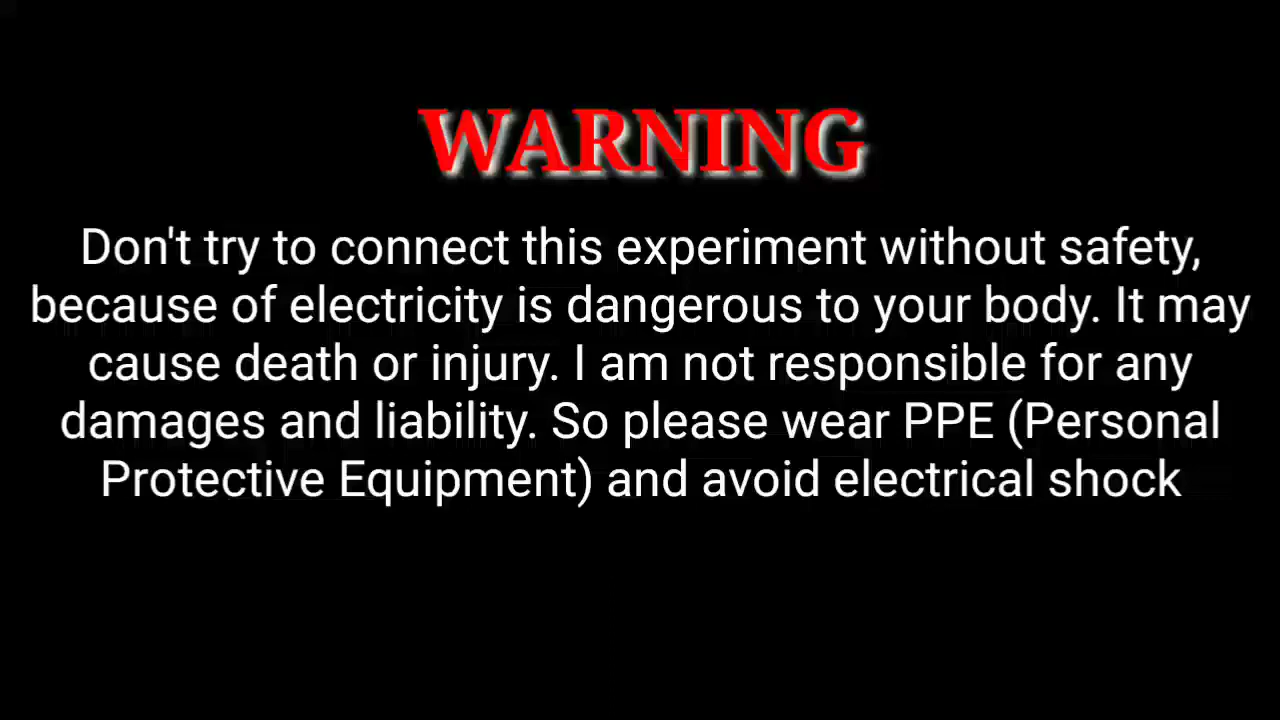 WARNING
Don't try to connect this experiment without safety,
because of electricity is dangerous to your body. It may
cause death or injury. I am not responsible for any
damages and liability. So please wear PPE (Personal
Protective Equipment) and avoid electrical shock